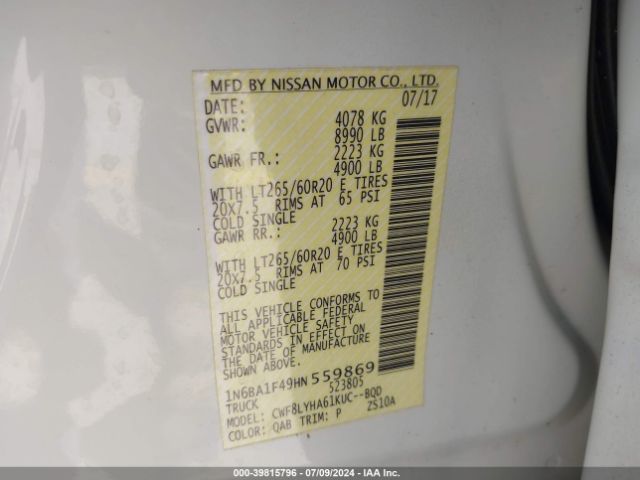 MFD BY NISSAN MOTOR CO., LTD.
DATE: 07/17
GVWR: 4078 KG
8990 LB
GAWR FR.: 2223 KG
4900 LB
WITH LT265/60R20 E TIRES
20X7.5 RIMS AT 65 PSI
COLD SINGLE
GAWR RR.: 2223 KG
4900 LB
WITH LT265/60R20 E TIRES
20X7.5 RIMS AT 70 PSI
COLD SINGLE
THIS VEHICLE CONFORMS TO
ALL APPLICABLE FEDERAL
MOTOR VEHICLE SAFETY
STANDARDS IN EFFECT ON
THE DATE OF MANUFACTURE
1N6BA1F49HN559869
TRUCK 523805
MODEL: CWF8LYHA61KUC--BQD
COLOR: QAB TRIM: P ZS10A
000-39815796 - 07/09/2024 - IAA Inc.